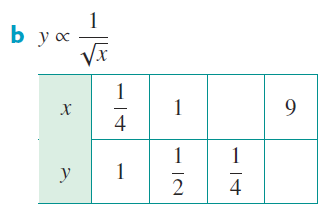 b y ∝ 1/√x
x 1/4 1 9
y 1 1/2 1/4